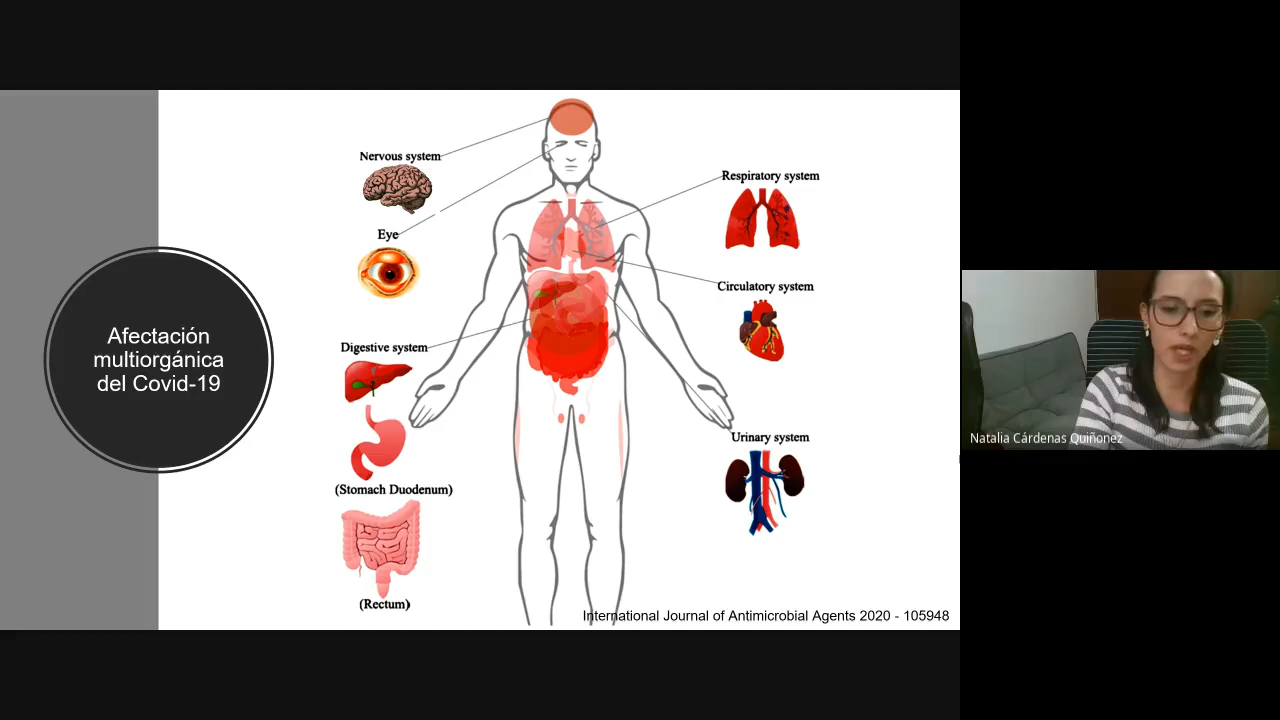 Afectación
multiorgánica
del Covid-19
Nervous system
Eye
Digestive system
(Stomach Duodenum)
(Rectum)
Respiratory system
Circulatory system
Urinary system
International Journal of Antimicrobial Agents 2020 - 105948
Natalia Cárdenas Quiñonez